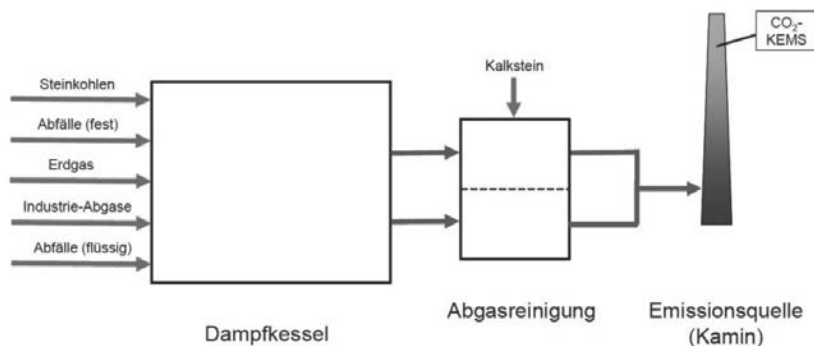 CO₂-
KEMS
Steinkohlen
Kalkstein
Abfälle (fest)
Erdgas
Industrie-Abgase
Abfälle (flüssig)
Dampfkessel
Abgasreinigung
Emissionsquelle
(Kamin)